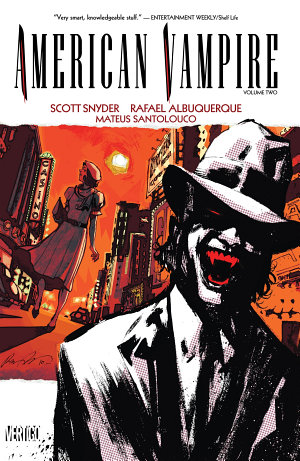 "Very smart, knowledgeable stuff." — ENTERTAINMENT WEEKLY/Shelf Life
AMERICAN VAMPIRE
VOLUME TWO
SCOTT SNYDER RAFAEL ALBUQUERQUE
MATEUS SANTOLOUCO
CASINO
VERTIGO